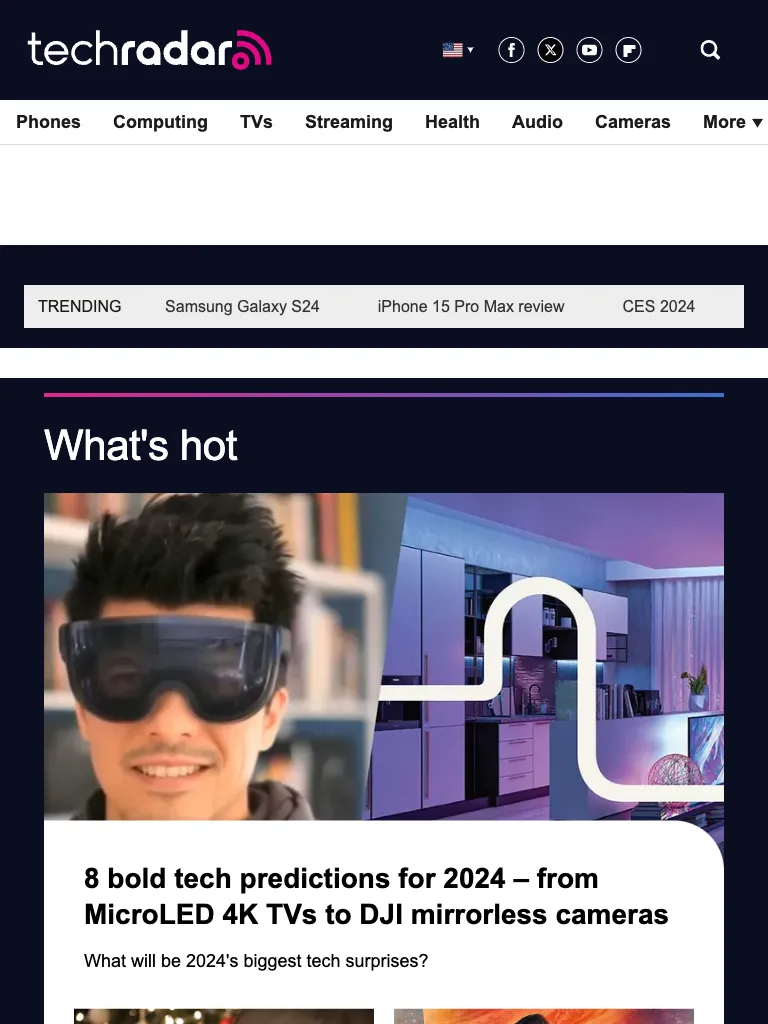 techradar
Phones Computing TVs Streaming Health Audio Cameras More
TRENDING Samsung Galaxy S24 iPhone 15 Pro Max review CES 2024
What's hot
8 bold tech predictions for 2024 – from
MicroLED 4K TVs to DJI mirrorless cameras
What will be 2024's biggest tech surprises?